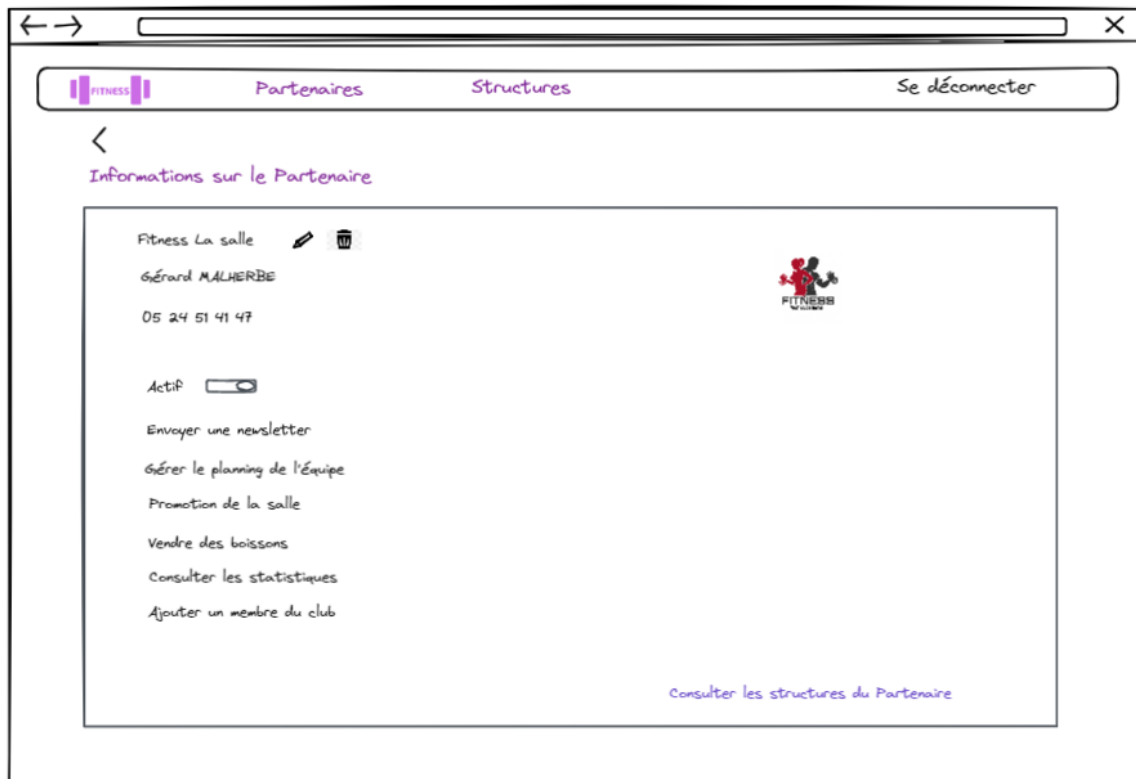 FITNESS Partenaires Structures Se déconnecter
Informations sur le Partenaire
Fitness La salle
Gérard MALHERBE
FITNESS
05 24 51 41 47
Actif
Envoyer une newsletter
Gérer le planning de l'équipe
Promotion de la salle
Vendre des boissons
Consulter les statistiques
Ajouter un membre du club
Consulter les structures du Partenaire